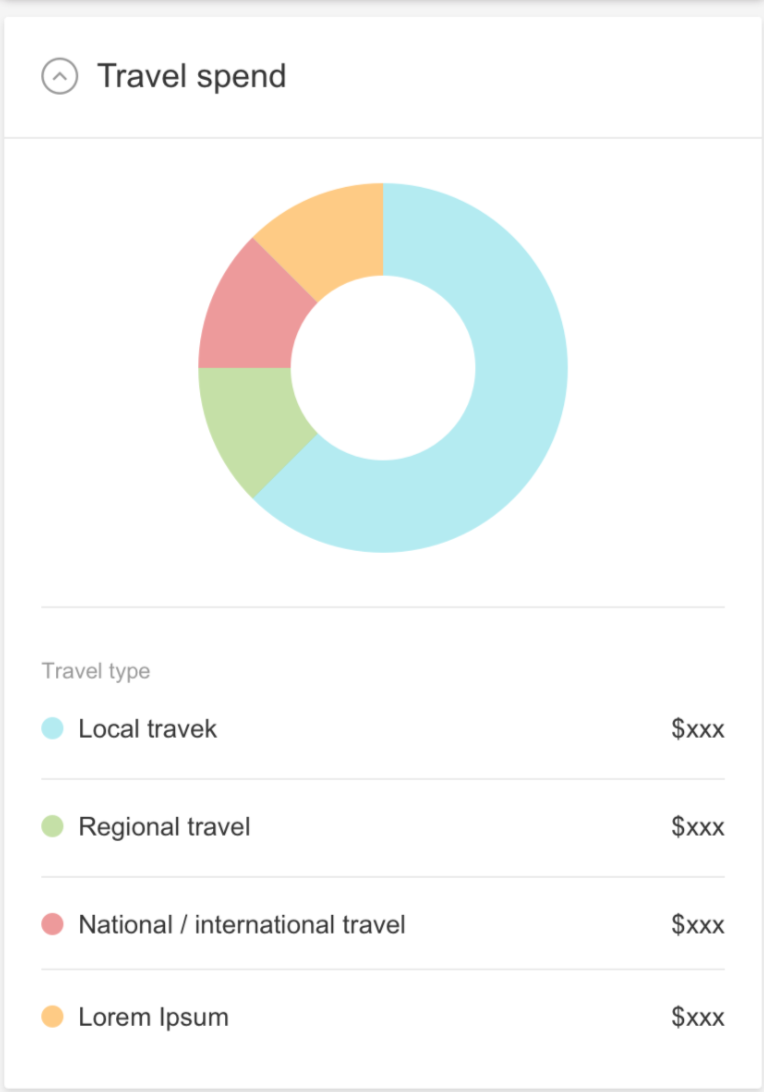 Travel spend
Travel type
Local travek $xxx
Regional travel $xxx
National / international travel $xxx
Lorem Ipsum $xxx